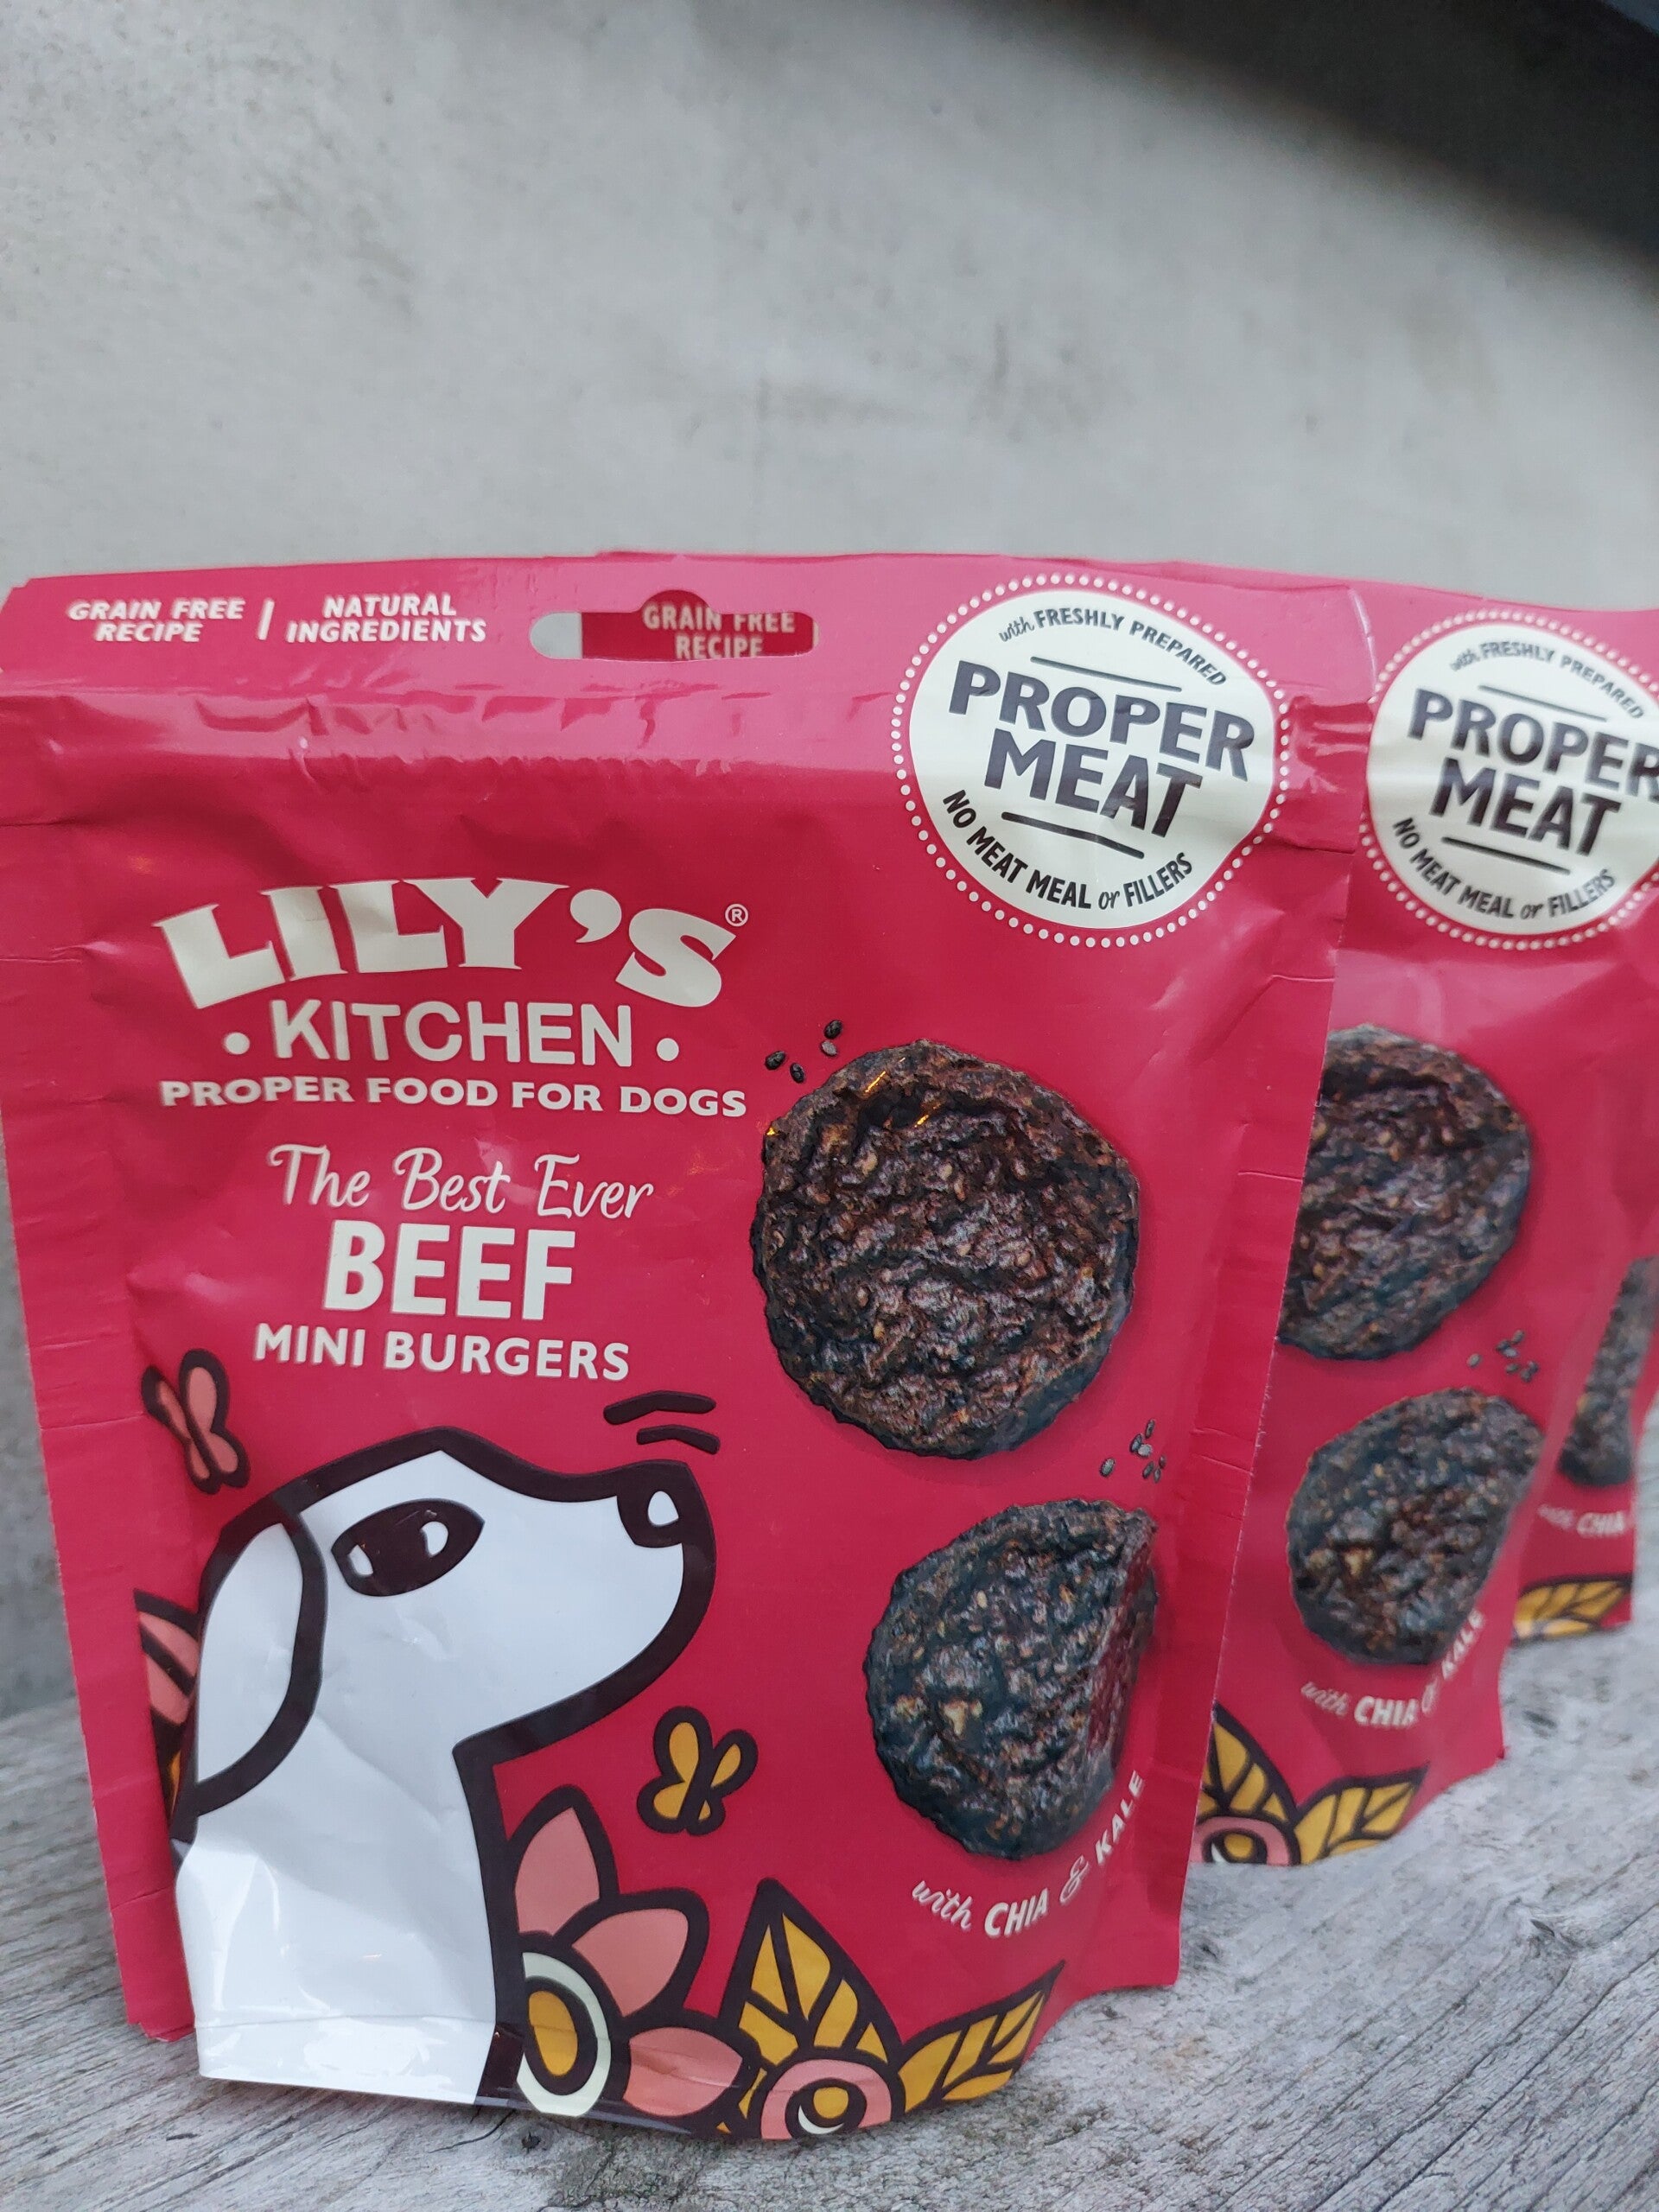 GRAIN FREE
RECIPE
NATURAL
INGREDIENTS
GRAIN FREE
RECIPE
with FRESHLY PREPARED
PROPER
MEAT
NO MEAT MEAL or FILLERS
LILY'S®
• KITCHEN •
PROPER FOOD FOR DOGS
The Best Ever
BEEF
MINI BURGERS
with CHIA & KALE
with FRESHLY PREPARED
PROPER
MEAT
NO MEAT MEAL or FILLERS
with CHIA & KALE
CHIA